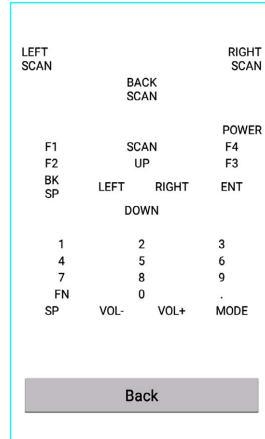 LEFT SCAN RIGHT SCAN
BACK SCAN
POWER
F1 SCAN F4
F2 UP F3
BK SP LEFT RIGHT ENT
DOWN
1 2 3
4 5 6
7 8 9
FN 0 .
SP VOL- VOL+ MODE
Back